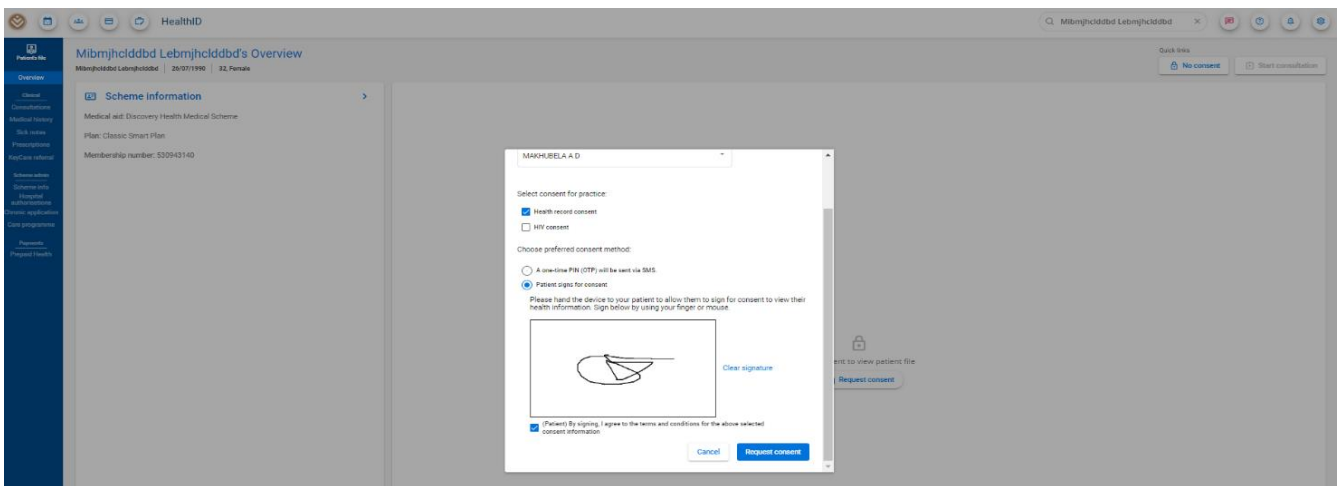 HealthID
Mibmjhclddbd Lebmjhclddbd
Patient's file
Overview
Clinical
Consultations
Medical history
Sick notes
Prescriptions
KeyCare referral
Scheme admin
Scheme info
Hospital
authorisations
Chronic application
Care programme
Payments
Prepaid Health
Mibmjhclddbd Lebmjhclddbd's Overview
Mibmjhclddbd Lebmjhclddbd | 26/07/1990 | 32, Female
Quick links
No consent
Start consultation
Scheme information
Medical aid: Discovery Health Medical Scheme
Plan: Classic Smart Plan
Membership number: 530943140
MAKHUBELA A D
Select consent for practice:
Health record consent
HIV consent
Choose preferred consent method:
A one-time PIN (OTP) will be sent via SMS.
Patient signs for consent
Please hand the device to your patient to allow them to sign for consent to view their
health information. Sign below by using your finger or mouse.
Clear signature
(Patient) By signing, I agree to the terms and conditions for the above selected
consent information
Cancel
Request consent
ent to view patient file
Request consent